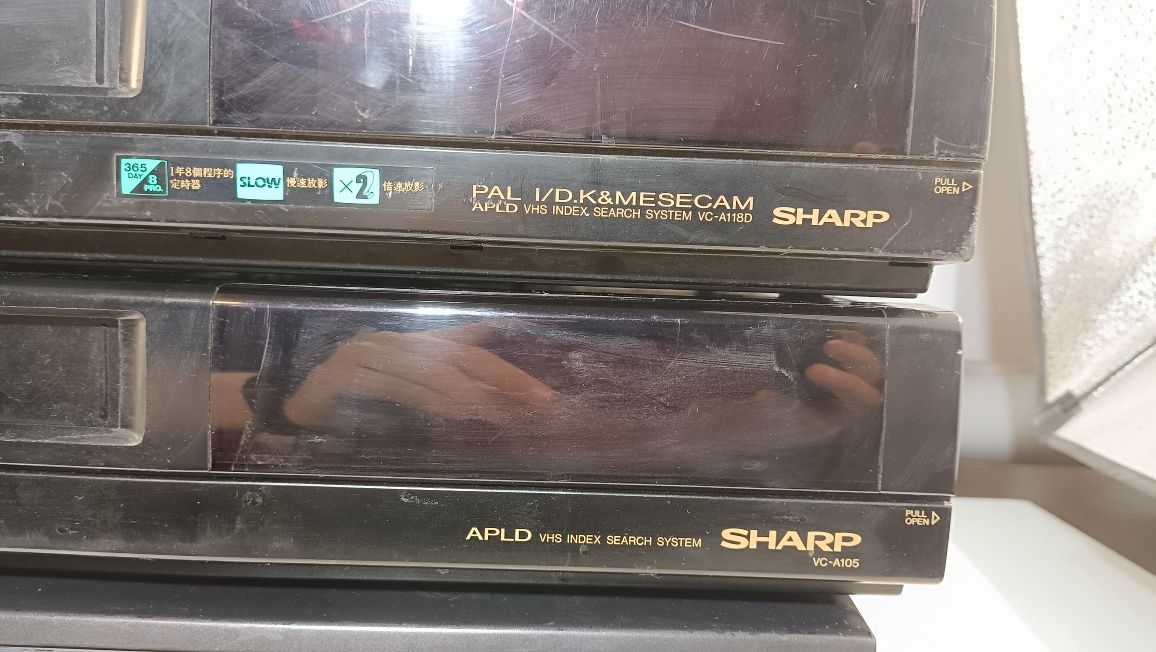 365
DAY
8
PRO.
1年8個程序的
定時器
SLOW 慢速放影
×2 倍速放影
PAL I/D.K&MESECAM
APLD VHS INDEX SEARCH SYSTEM VC-A118D
SHARP
PULL
OPEN
APLD VHS INDEX SEARCH SYSTEM
SHARP
VC-A105
PULL
OPEN